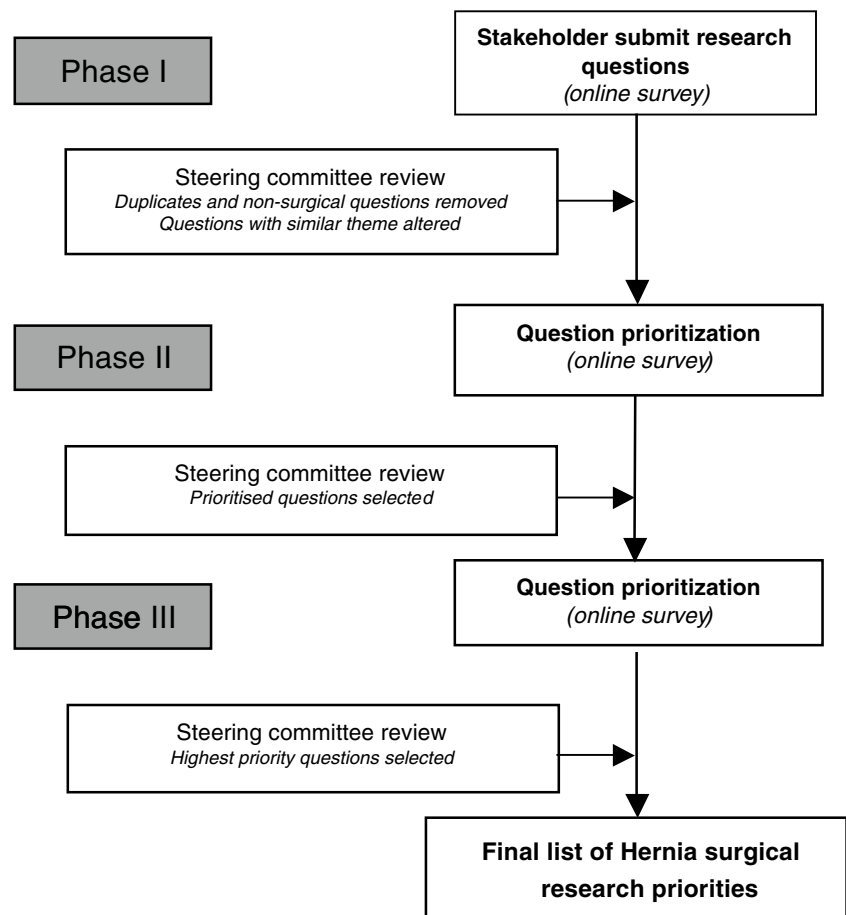 Phase I
Stakeholder submit research
questions
(online survey)
Steering committee review
Duplicates and non-surgical questions removed
Questions with similar theme altered
Phase II
Question prioritization
(online survey)
Steering committee review
Prioritised questions selected
Phase III
Question prioritization
(online survey)
Steering committee review
Highest priority questions selected
Final list of Hernia surgical
research priorities